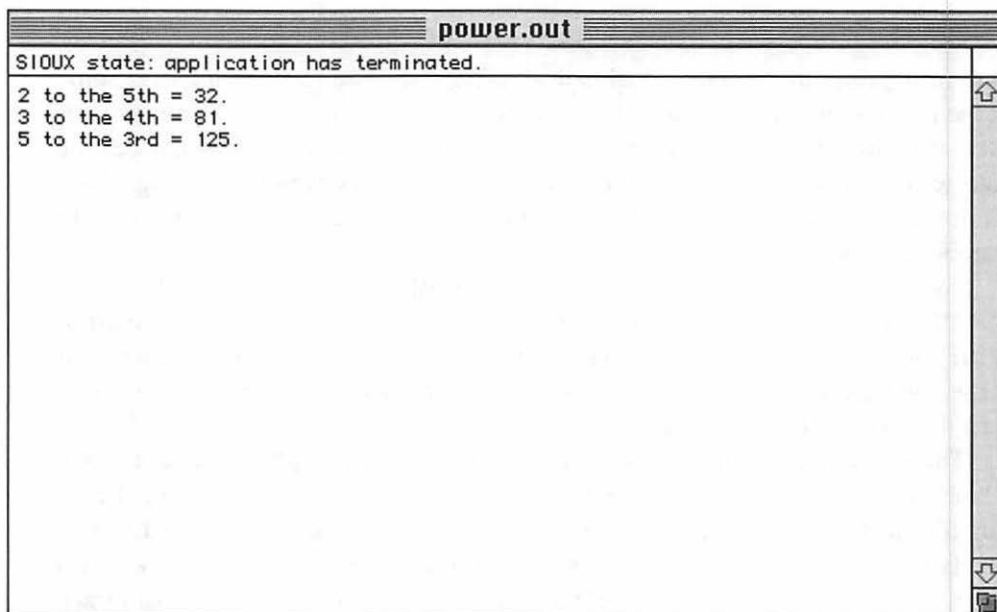 power.out
SIOUX state: application has terminated.
2 to the 5th = 32.
3 to the 4th = 81.
5 to the 3rd = 125.